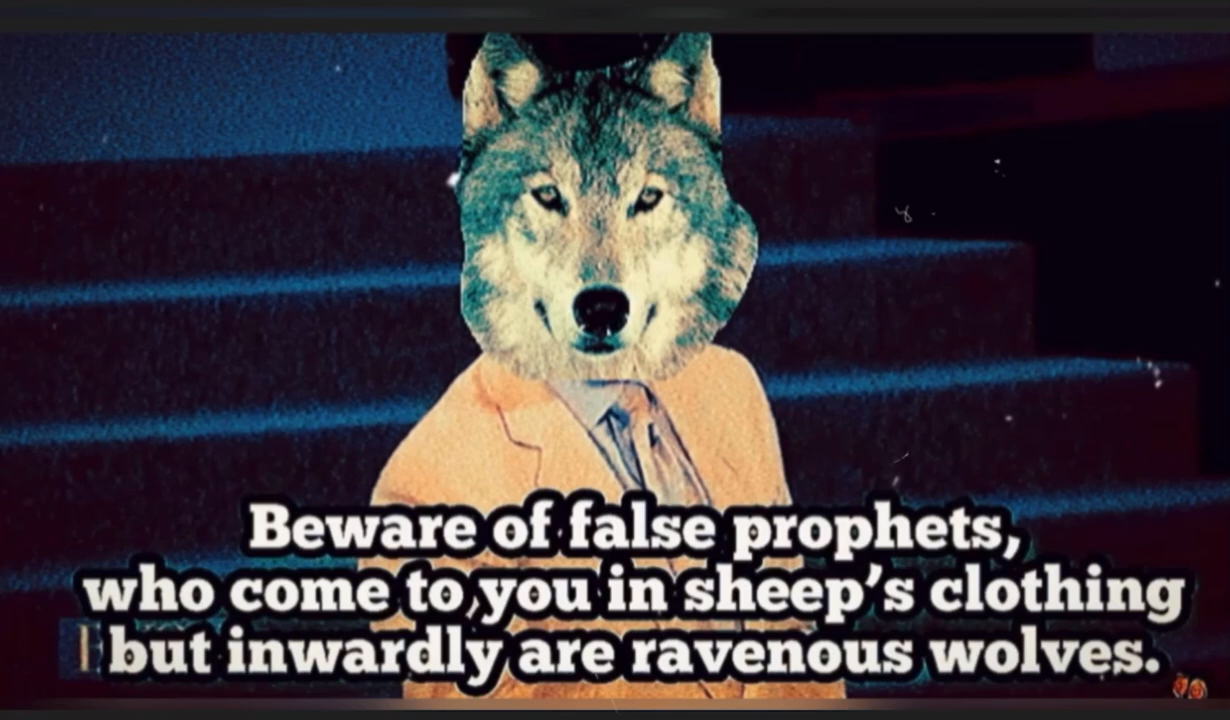 Beware of false prophets,
who come to you in sheep’s clothing
but inwardly are ravenous wolves.